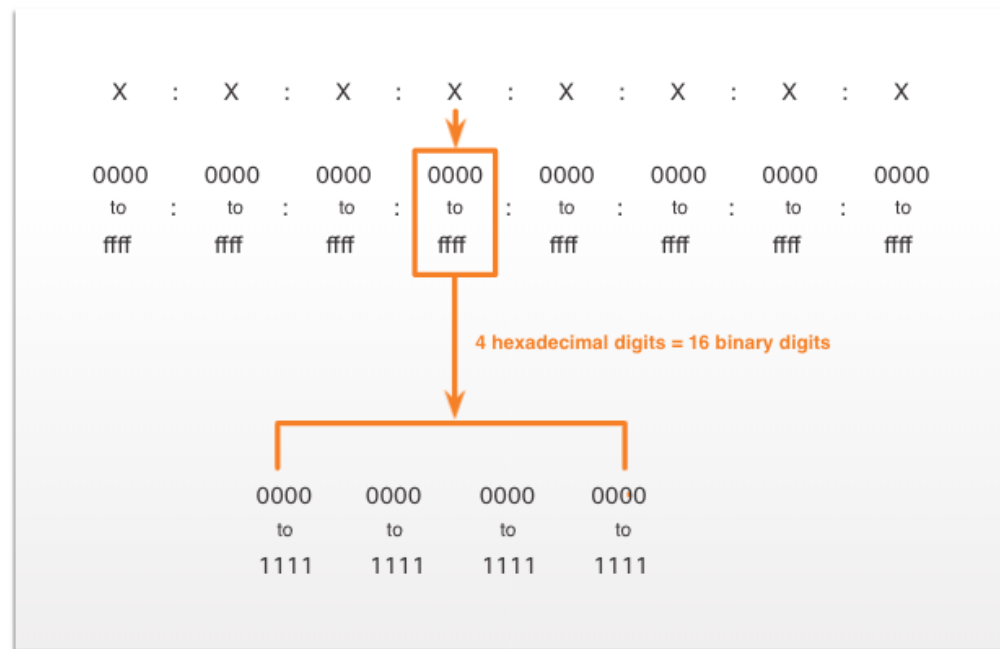 X : X : X : X : X : X : X : X
0000 0000 0000 0000 0000 0000 0000 0000
to : to : to : to : to : to : to : to
ffff ffff ffff ffff ffff ffff ffff ffff
4 hexadecimal digits = 16 binary digits
0000 0000 0000 0000
to to to to
1111 1111 1111 1111